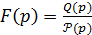 F(p) = Q(p)/𝒫(p)